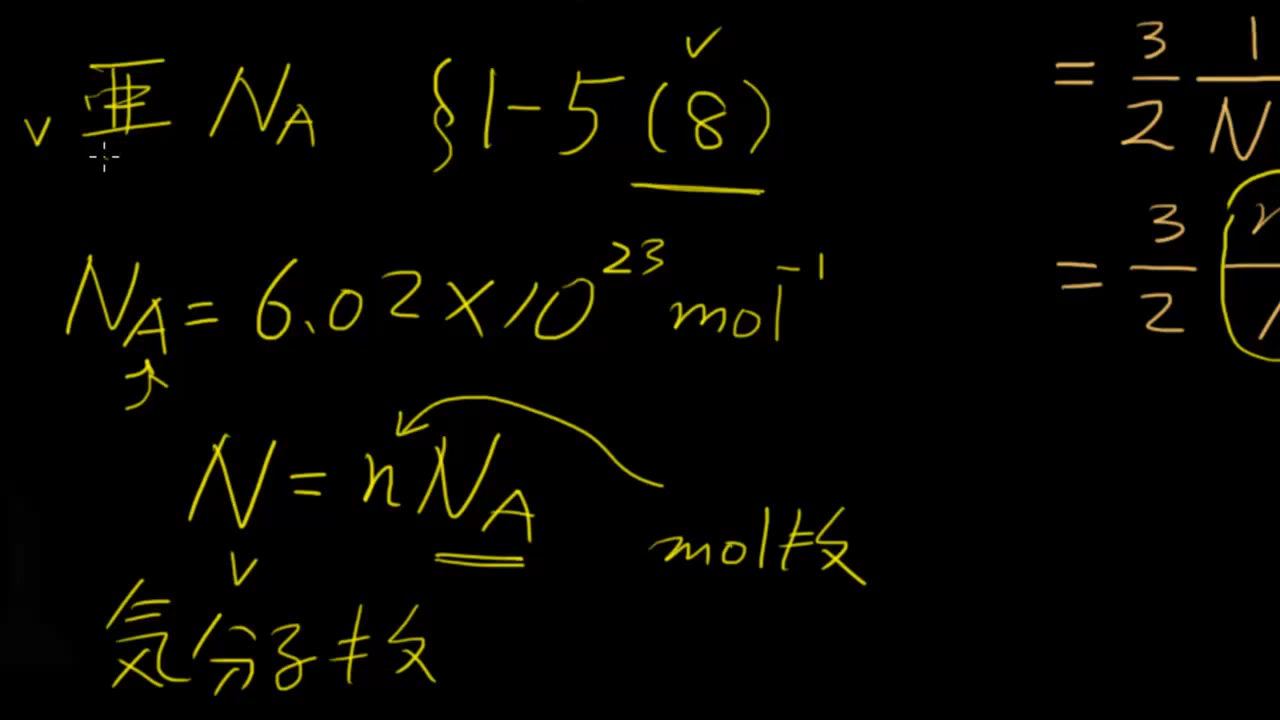 亜 N_A {1-5(8)
N_A = 6.02×10^23 mol^-1
N = nN_A
mol数
気分子数
= 3/2 1/N
= 3/2